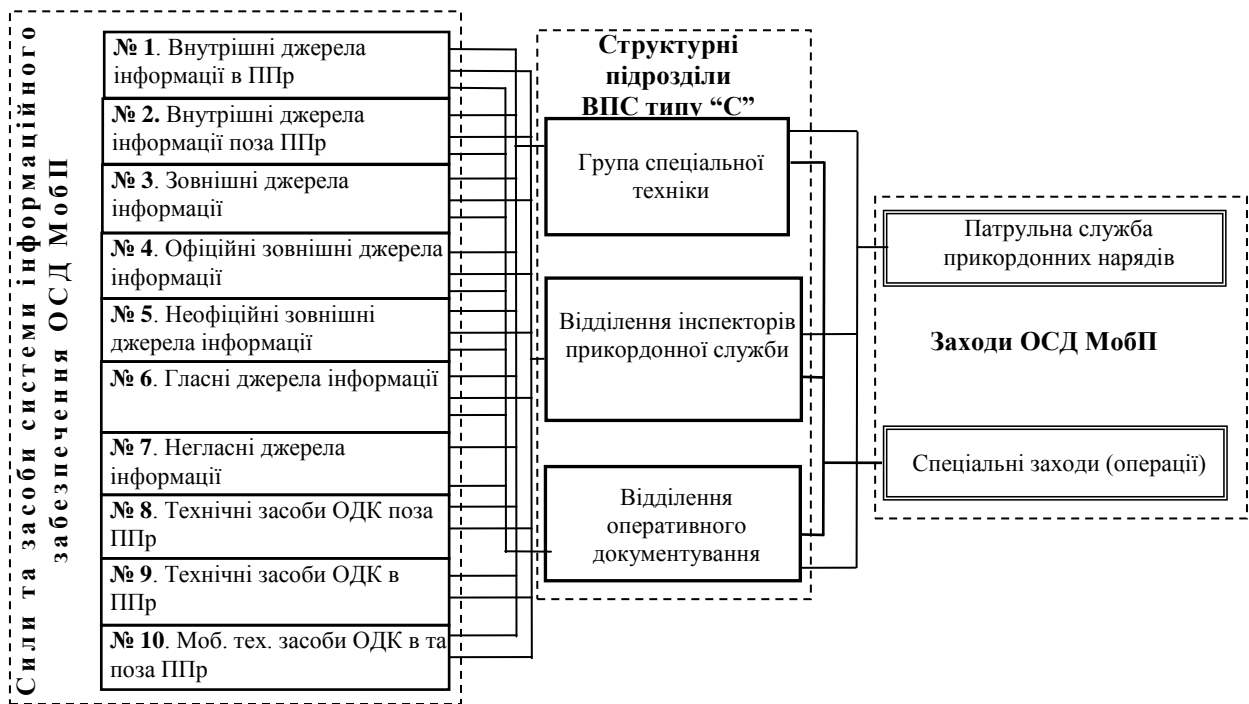 Сили та засоби системи інформаційного
забезпечення ОСД МобП
№ 1. Внутрішні джерела
інформації в ППр
№ 2. Внутрішні джерела
інформації поза ППр
№ 3. Зовнішні джерела
інформації
№ 4. Офіційні зовнішні джерела
інформації
№ 5. Неофіційні зовнішні
джерела інформації
№ 6. Гласні джерела інформації
№ 7. Негласні джерела
інформації
№ 8. Технічні засоби ОДК поза
ППр
№ 9. Технічні засоби ОДК в
ППр
№ 10. Моб. тех. засоби ОДК в та
поза ППр
Структурні
підрозділи
ВПС типу “С”
Група спеціальної
техніки
Відділення інспекторів
прикордонної служби
Відділення
оперативного
документування
Патрульна служба
прикордонних нарядів
Заходи ОСД МобП
Спеціальні заходи (операції)